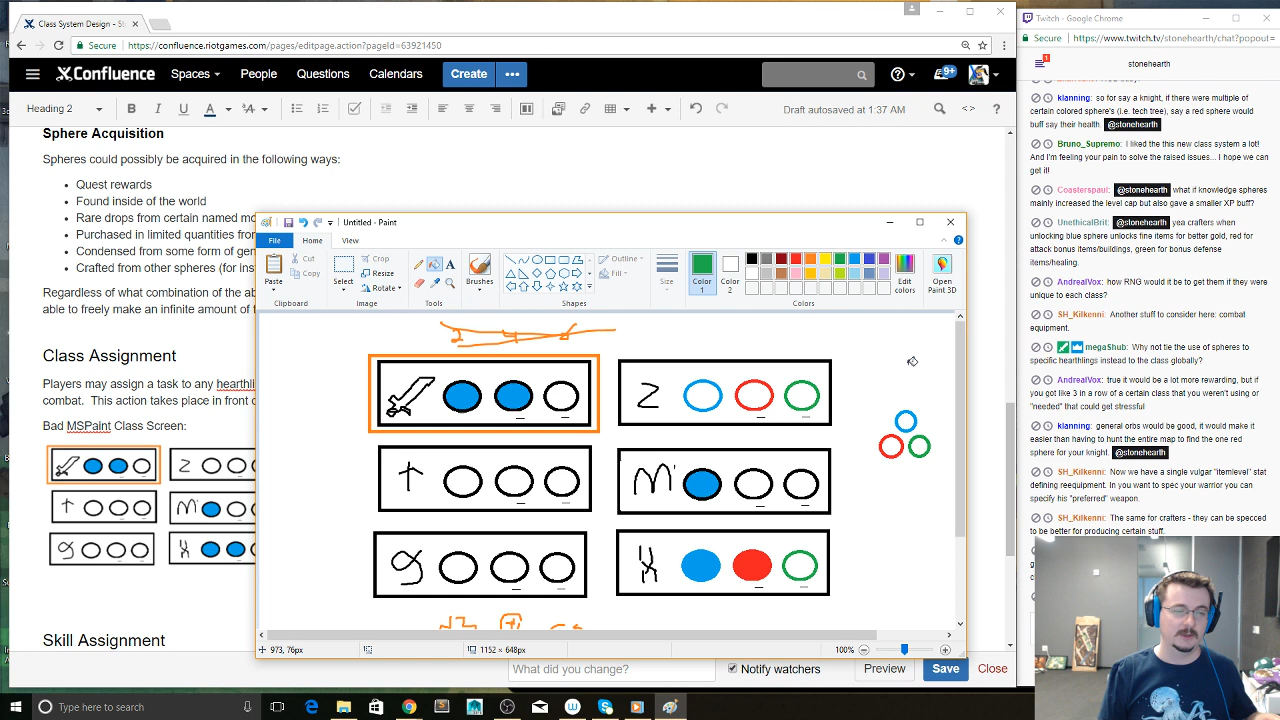 Class System Design - St
Secure
https://confluence.riotgames.com/pages/editpage?section?pageId=63921450
Confluence
Spaces
People
Questions
Calendars
Create
9+
Heading 2
B
I
U
A
Draft autosaved at 1:37 AM
Sphere Acquisition
Spheres could possibly be acquired in the following ways:
Quest rewards
Found inside of the world
Rare drops from certain named mo
Purchased in limited quantities from
Condensed from some form of gen
Crafted from other spheres (for Ins
Regardless of what combination of the ab
able to freely make an infinite amount of t
Class Assignment
Players may assign a task to any hearthli
combat. This action takes place in front o
Bad MSPaint Class Screen:
Skill Assignment
What did you change?
Notify watchers
Preview
Save
Close
Untitled - Paint
File
Home
View
Paste
Cut
Copy
Clipboard
Select
Crop
Resize
Rotate
Image
A
Tools
Brushes
Outline
Fill
Shapes
Size
Color 1
Color 2
Edit colors
Open Paint 3D
Colors
973, 76px
1152 × 648px
100%
Twitch - Google Chrome
Secure
https://www.twitch.tv/stonehearth/chat?popout=
stonehearth
klanning: so for say a knight, if there were multiple of
certain colored sphere's (i.e. tech tree), say a red sphere would
buff say their health. @stonehearth
Bruno_Supremo: I liked the this new class system a lot!
And I'm feeling your pain to solve the raised issues... I hope we can
get it!
Coasterspaul: @stonehearth what if knowledge spheres
mainly increased the level cap but also gave a smaller XP buff?
UnethicalBrit: @stonehearth yea crafters when
unlocking blue sphere unlocks fine items for better gold, red for
attack bonus items/buildings, green for bonus defense
items/healing.
AndrealVox: how RNG would it be to get them if they were
unique to each class?
SH_Kilkenni: Another stuff to consider here: combat
equipment.
megaShub: Why not tie the use of spheres to
specific hearthlings instead to the class globally?
AndrealVox: true it would be a lot more rewarding, but if
you got like 3 in a row of a certain class that you weren't using or
"needed" that could get stressful
klanning: general orbs would be good, it would make it
easier than having to hunt the entire map to find the one red
sphere for your knight. @stonehearth
SH_Kilkenni: Now we have a single vulgar "itemlevel" stat
defining reequipment. In you want to spec your warrior you can
specify his "preferred" weapon.
SH_Kilkenni: The same for crafters - they can be specced
to be better for producing certain stuff.
Type here to search